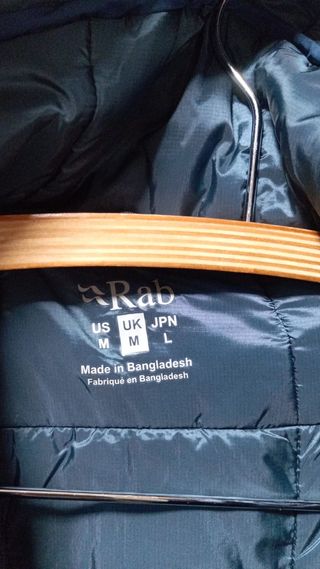 Rab
US UK JPN
M M L
Made in Bangladesh
Fabriqué en Bangladesh